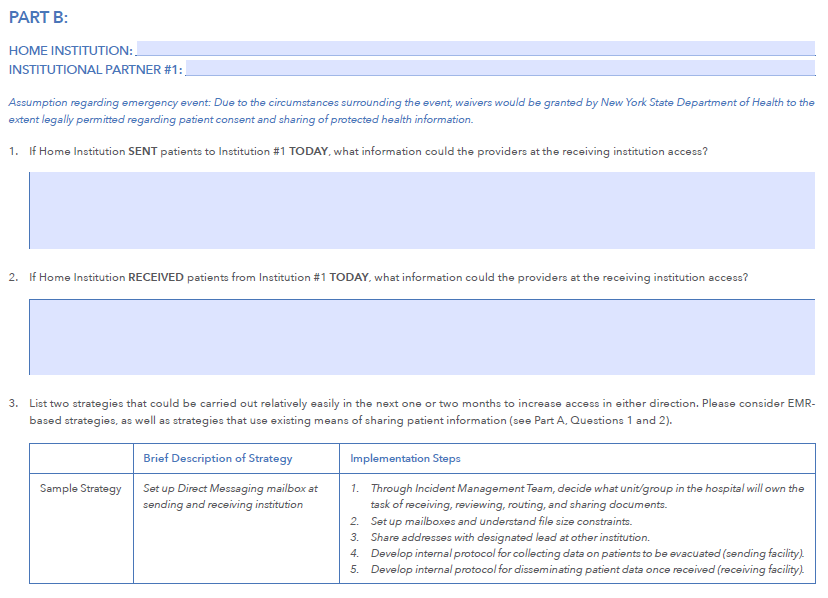 PART B:
HOME INSTITUTION:
INSTITUTIONAL PARTNER #1:
Assumption regarding emergency event: Due to the circumstances surrounding the event, waivers would be granted by New York State Department of Health to the
extent legally permitted regarding patient consent and sharing of protected health information.
1. If Home Institution SENT patients to Institution #1 TODAY, what information could the providers at the receiving institution access?
2. If Home Institution RECEIVED patients from Institution #1 TODAY, what information could the providers at the receiving institution access?
3. List two strategies that could be carried out relatively easily in the next one or two months to increase access in either direction. Please consider EMR-
based strategies, as well as strategies that use existing means of sharing patient information (see Part A, Questions 1 and 2).
Brief Description of Strategy
Implementation Steps
Sample Strategy
Set up Direct Messaging mailbox at
sending and receiving institution
1. Through Incident Management Team, decide what unit/group in the hospital will own the
task of receiving, reviewing, routing, and sharing documents.
2. Set up mailboxes and understand file size constraints.
3. Share addresses with designated lead at other institution.
4. Develop internal protocol for collecting data on patients to be evacuated (sending facility).
5. Develop internal protocol for disseminating patient data once received (receiving facility).